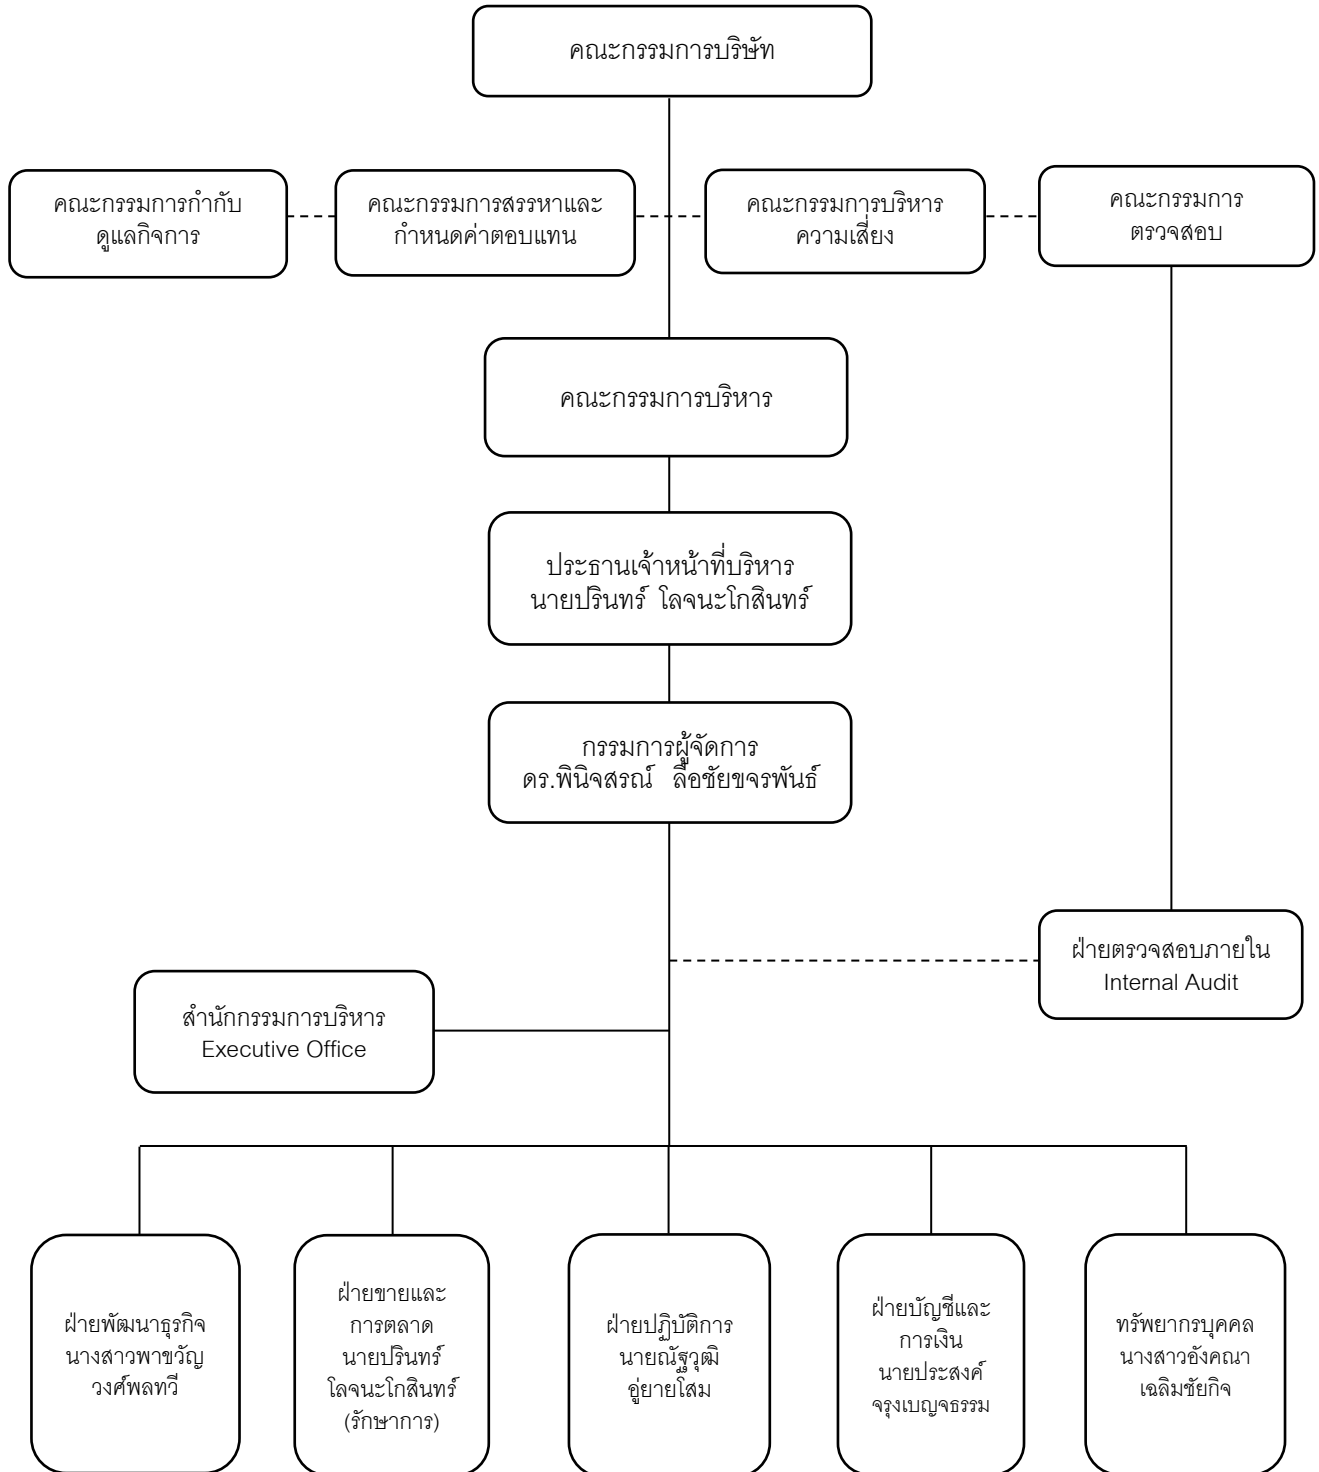 คณะกรรมการบริษัท
คณะกรรมการกำกับ
ดูแลกิจการ
คณะกรรมการสรรหาและ
กำหนดค่าตอบแทน
คณะกรรมการบริหาร
ความเสี่ยง
คณะกรรมการ
ตรวจสอบ
คณะกรรมการบริหาร
ประธานเจ้าหน้าที่บริหาร
นายปรินทร์ โลจนะโกสินทร์
กรรมการผู้จัดการ
ดร.พินิจสรณ์ ลือชัยขจรพันธ์
ฝ่ายตรวจสอบภายใน
Internal Audit
สำนักกรรมการบริหาร
Executive Office
ฝ่ายพัฒนาธุรกิจ
นางสาวพาขวัญ
วงศ์พลทวี
ฝ่ายขายและ
การตลาด
นายปรินทร์
โลจนะโกสินทร์
(รักษาการ)
ฝ่ายปฏิบัติการ
นายณัฐวุฒิ
อู่ยายโสม
ฝ่ายบัญชีและ
การเงิน
นายประสงค์
จรุงเบญจธรรม
ทรัพยากรบุคคล
นางสาวอังคณา
เฉลิมชัยกิจ